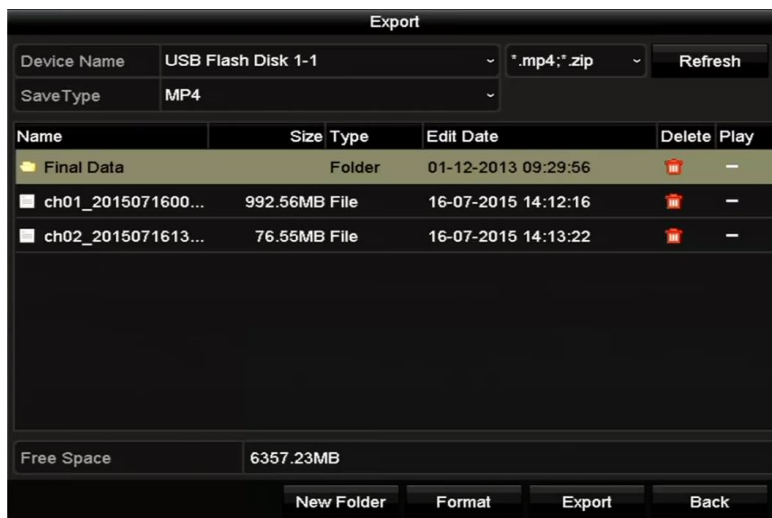 Export
Device Name USB Flash Disk 1-1 *.mp4;*.zip Refresh
SaveType MP4
Name Size Type Edit Date Delete Play
Final Data Folder 01-12-2013 09:29:56
ch01_2015071600... 992.56MB File 16-07-2015 14:12:16
ch02_2015071613... 76.55MB File 16-07-2015 14:13:22
Free Space 6357.23MB
New Folder Format Export Back